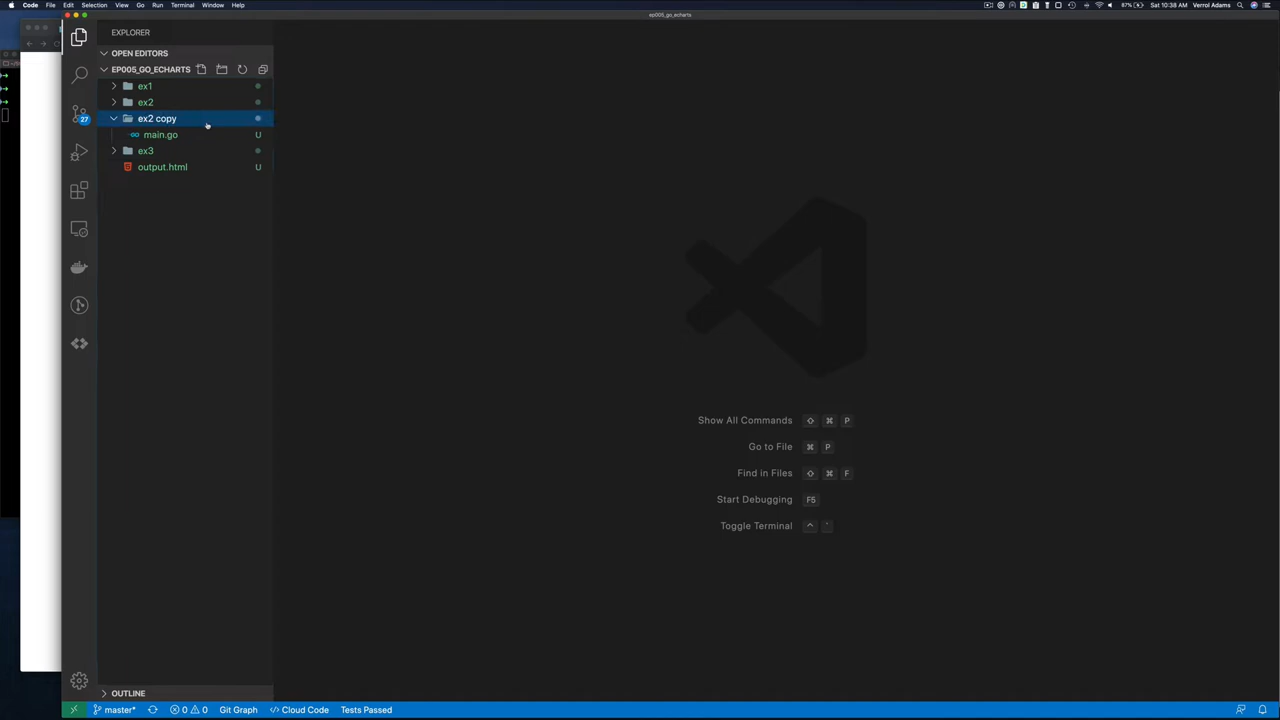 Code File Edit Selection View Go Run Terminal Window Help
87% Sat 10:38 AM Verrol Adams
ep005_go_echarts
EXPLORER
OPEN EDITORS
EP005_GO_ECHARTS
ex1
ex2
ex2 copy
main.go U
ex3
output.html U
27
Show All Commands ⇧ ⌘ P
Go to File ⌘ P
Find in Files ⇧ ⌘ F
Start Debugging F5
Toggle Terminal ^ `
OUTLINE
master* 0 0 Git Graph Cloud Code Tests Passed